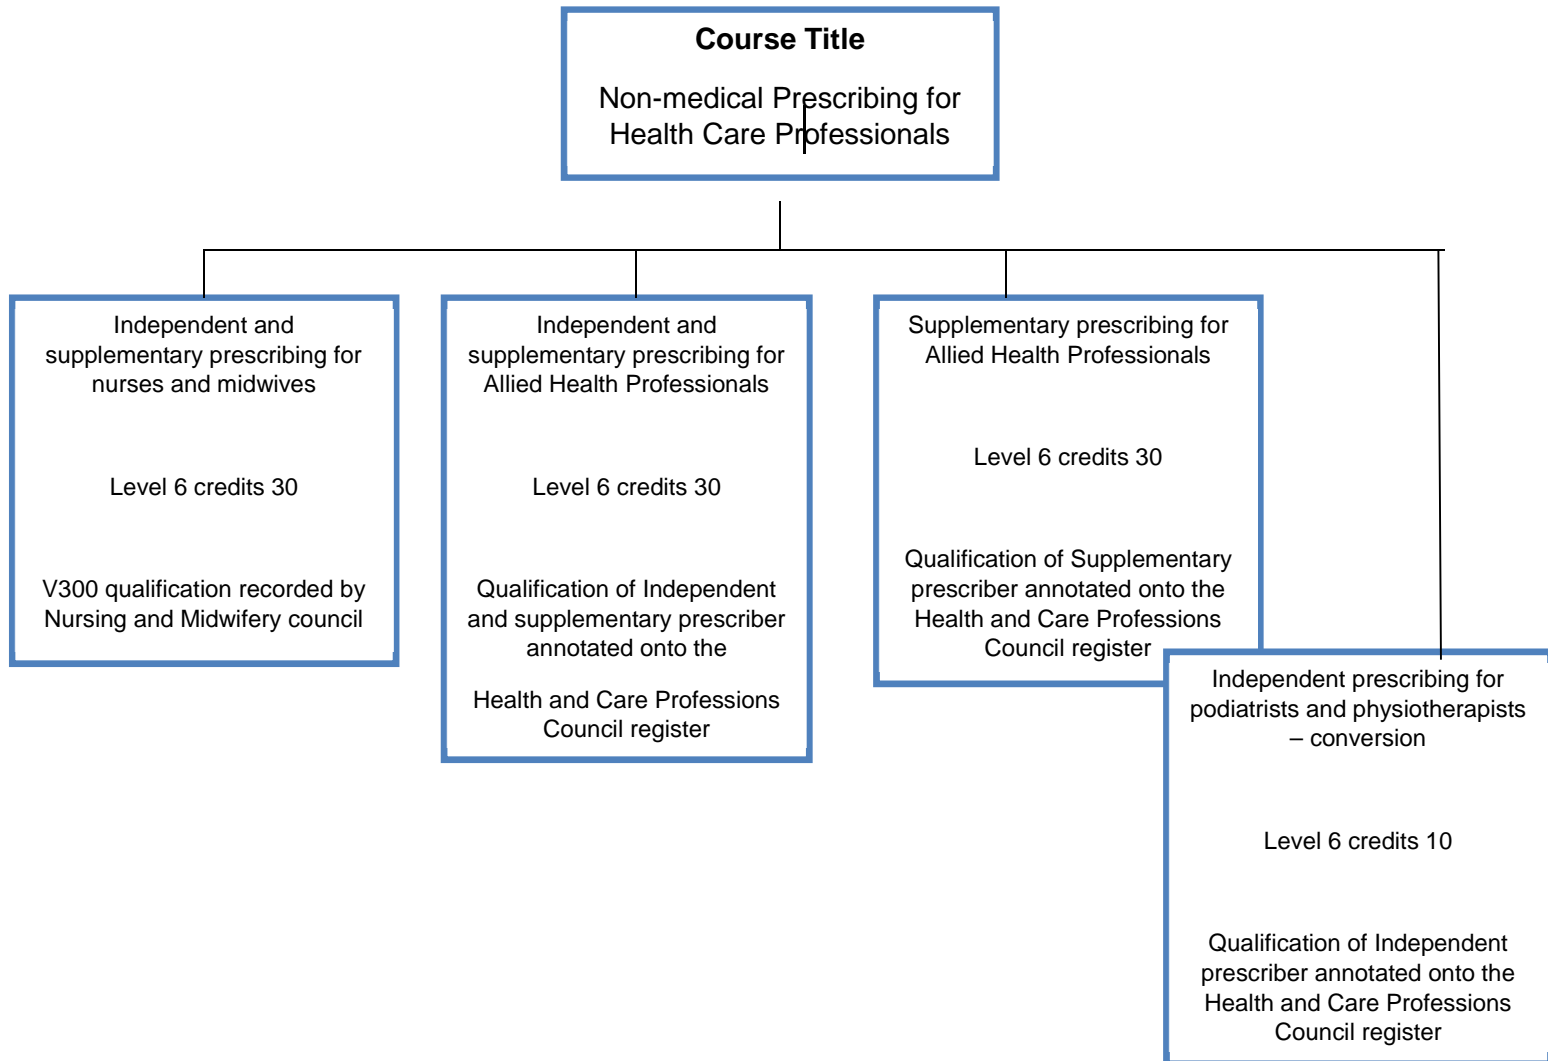 Course Title
Non-medical Prescribing for
Health Care Professionals
Independent and
supplementary prescribing for
nurses and midwives
Level 6 credits 30
V300 qualification recorded by
Nursing and Midwifery council
Independent and
supplementary prescribing for
Allied Health Professionals
Level 6 credits 30
Qualification of Independent
and supplementary prescriber
annotated onto the
Health and Care Professions
Council register
Supplementary prescribing for
Allied Health Professionals
Level 6 credits 30
Qualification of Supplementary
prescriber annotated onto the
Health and Care Professions
Council register
Independent prescribing for
podiatrists and physiotherapists
– conversion
Level 6 credits 10
Qualification of Independent
prescriber annotated onto the
Health and Care Professions
Council register